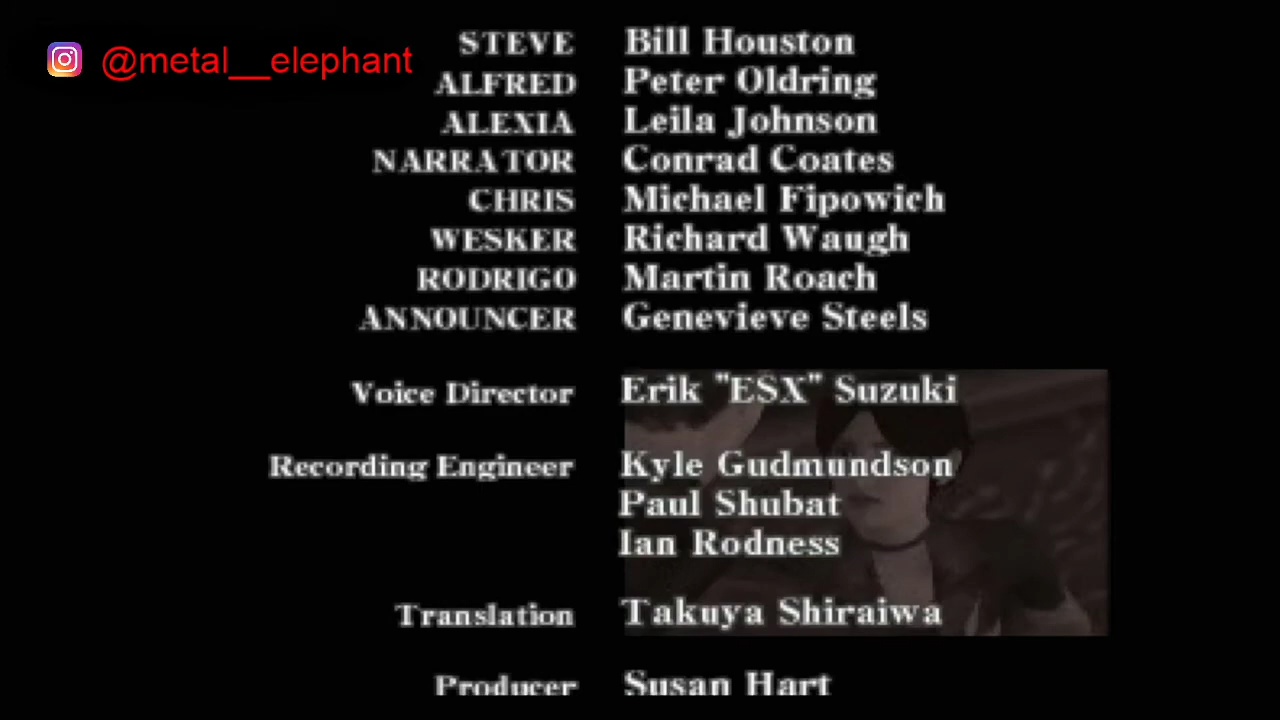 @metal__elephant
STEVE Bill Houston
ALFRED Peter Oldring
ALEXIA Leila Johnson
NARRATOR Conrad Coates
CHRIS Michael Fipowich
WESKER Richard Waugh
RODRIGO Martin Roach
ANNOUNCER Genevieve Steels
Voice Director Erik "ESX" Suzuki
Recording Engineer Kyle Gudmundson
Paul Shubat
Ian Rodness
Translation Takuya Shiraiwa
Producer Susan Hart